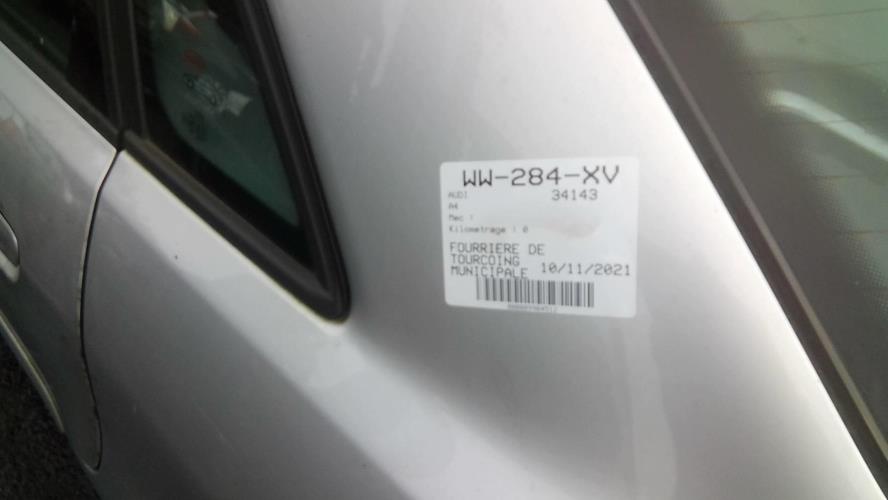 WW-284-XV
AUDI 34143
A4
Mec :
Kilometrage : 0
FOURRIERE DE
TOURCOING
MUNICIPALE 10/11/2021